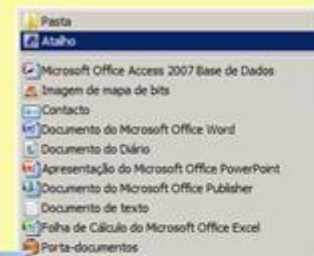 Pasta
Atalho
Microsoft Office Access 2007 Base de Dados
Imagem de mapa de bits
Contacto
Documento do Microsoft Office Word
Documento do Diário
Apresentação do Microsoft Office PowerPoint
Documento do Microsoft Office Publisher
Documento de texto
Folha de Cálculo do Microsoft Office Excel
Porta-documentos